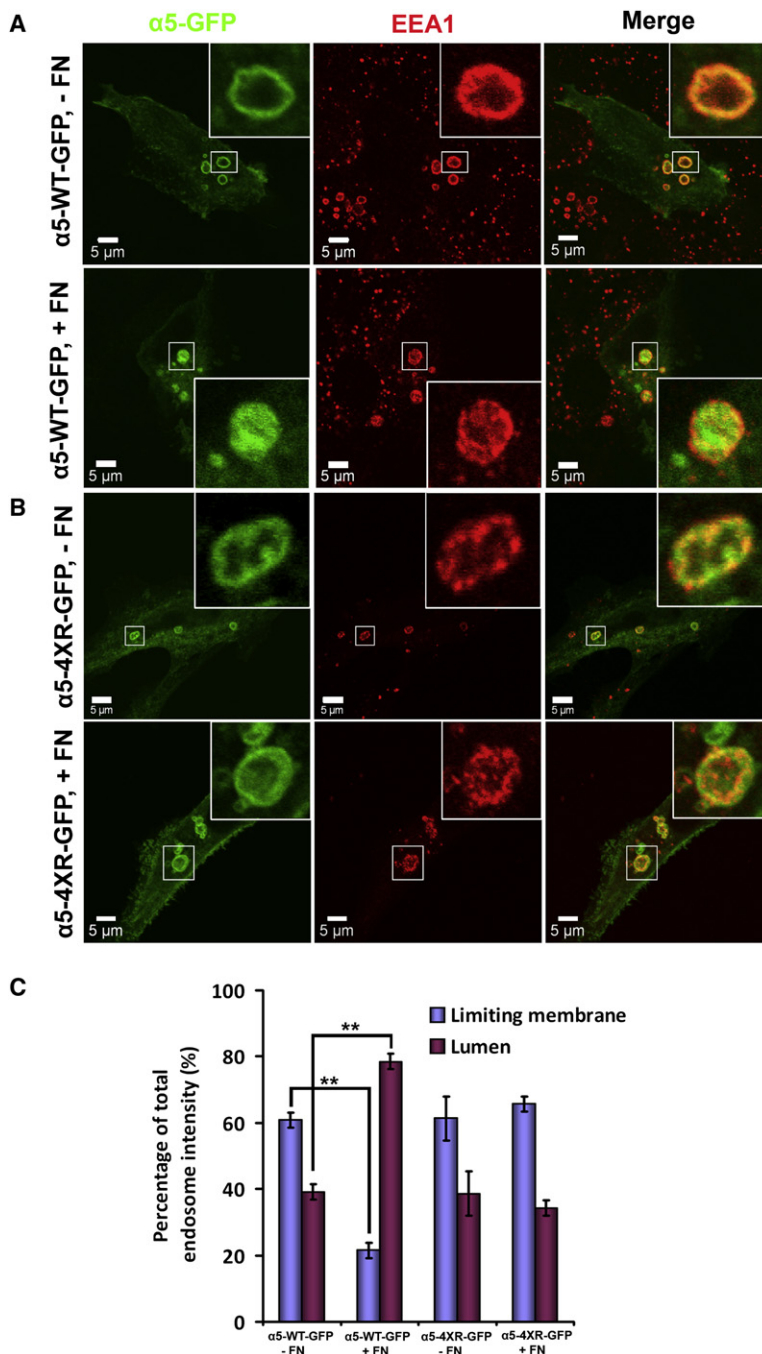 A
α5-GFP
EEA1
Merge
α5-WT-GFP, - FN
5 µm
5 µm
5 µm
α5-WT-GFP, + FN
5 µm
5 µm
5 µm
B
α5-4XR-GFP, - FN
5 µm
5 µm
5 µm
α5-4XR-GFP, + FN
5 µm
5 µm
5 µm
C
Percentage of total
endosome intensity (%)
100
80
60
40
20
0
**
**
Limiting membrane
Lumen
α5-WT-GFP
- FN
α5-WT-GFP
+ FN
α5-4XR-GFP
- FN
α5-4XR-GFP
+ FN